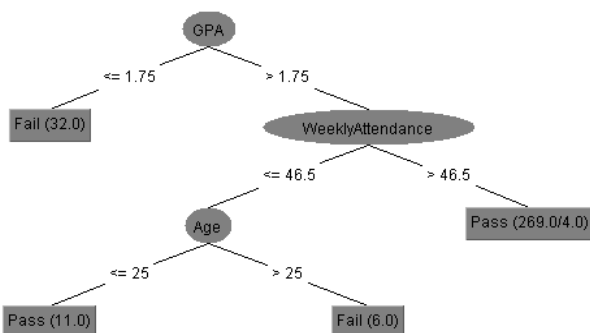 GPA
<= 1.75
> 1.75
Fail (32.0)
WeeklyAttendance
<= 46.5
> 46.5
Age
Pass (269.0/4.0)
<= 25
> 25
Pass (11.0)
Fail (6.0)